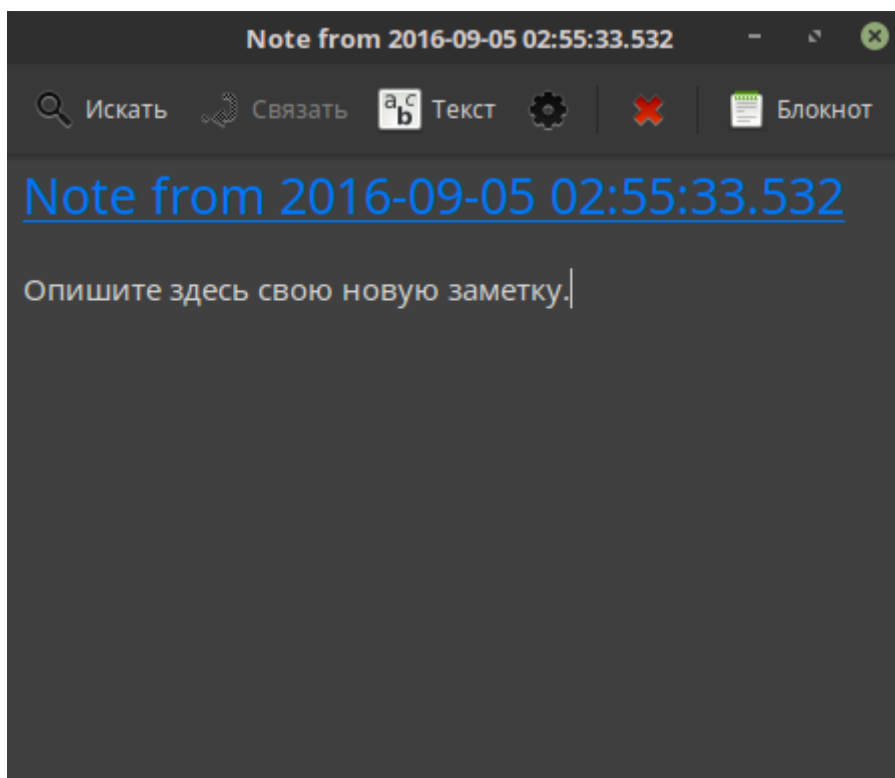 Note from 2016-09-05 02:55:33.532
Искать Связать abc Текст Блокнот
Note from 2016-09-05 02:55:33.532
Опишите здесь свою новую заметку.